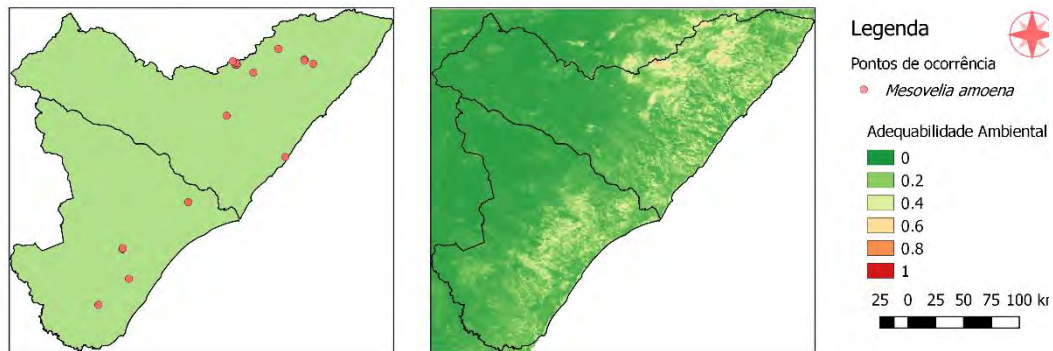 Legenda
Pontos de ocorrência
Mesovelia amoena
Adequabilidade Ambiental
0
0.2
0.4
0.6
0.8
1
25 0 25 50 75 100 km